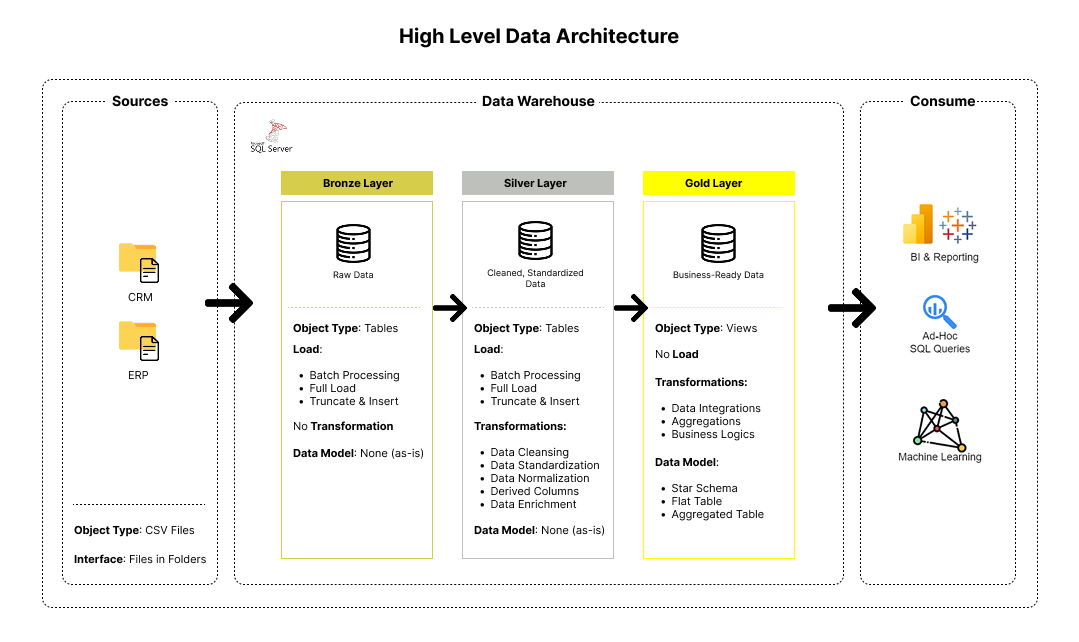 High Level Data Architecture
Sources
CRM
ERP
Object Type: CSV Files
Interface: Files in Folders
Data Warehouse
Microsoft
SQL Server
Bronze Layer
Raw Data
Object Type: Tables
Load:
• Batch Processing
• Full Load
• Truncate & Insert
No Transformation
Data Model: None (as-is)
Silver Layer
Cleaned, Standardized
Data
Object Type: Tables
Load:
• Batch Processing
• Full Load
• Truncate & Insert
Transformations:
• Data Cleansing
• Data Standardization
• Data Normalization
• Derived Columns
• Data Enrichment
Data Model: None (as-is)
Gold Layer
Business-Ready Data
Object Type: Views
No Load
Transformations:
• Data Integrations
• Aggregations
• Business Logics
Data Model:
• Star Schema
• Flat Table
• Aggregated Table
Consume
BI & Reporting
Ad-Hoc
SQL Queries
Machine Learning